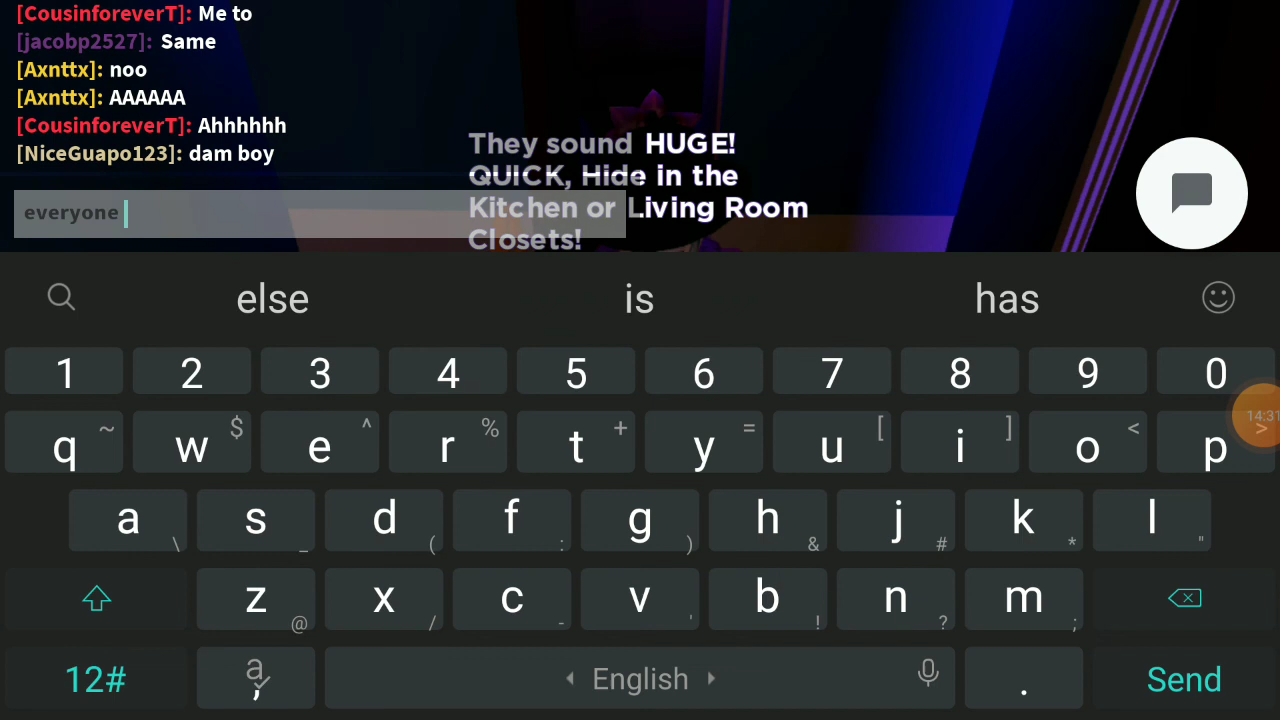 [CousinforeverT]: Me to
[jacobp2527]: Same
[Axnttx]: noo
[Axnttx]: AAAAAA
[CousinforeverT]: Ahhhhhh
[NiceGuapo123]: dam boy
They sound HUGE!
QUICK, Hide in the
Kitchen or Living Room
Closets!
everyone
else is has
1 2 3 4 5 6 7 8 9 0
q ~ w $ e ^ r % t + y = u [ i ] o < p >
14:31
a \ s _ d ( f : g ) h & j # k * l "
z @ x / c - v ' b ! n ? m ;
12# a , English . Send